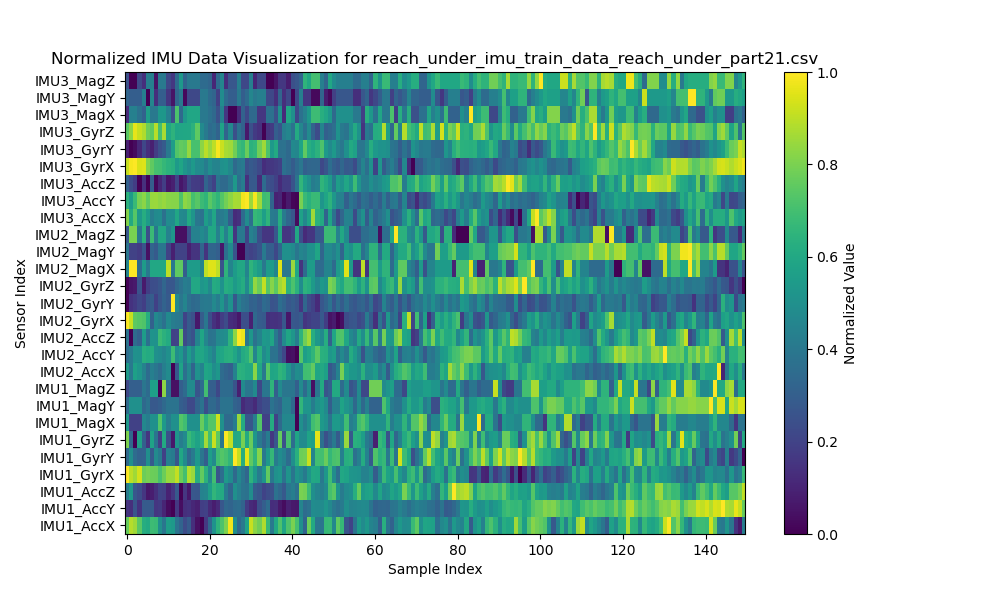 Normalized IMU Data Visualization for reach_under_imu_train_data_reach_under_part21.csv
IMU3_MagZ
IMU3_MagY
IMU3_MagX
IMU3_GyrZ
IMU3_GyrY
IMU3_GyrX
IMU3_AccZ
IMU3_AccY
IMU3_AccX
IMU2_MagZ
IMU2_MagY
IMU2_MagX
IMU2_GyrZ
IMU2_GyrY
IMU2_GyrX
IMU2_AccZ
IMU2_AccY
IMU2_AccX
IMU1_MagZ
IMU1_MagY
IMU1_MagX
IMU1_GyrZ
IMU1_GyrY
IMU1_GyrX
IMU1_AccZ
IMU1_AccY
IMU1_AccX
Sensor Index
0 20 40 60 80 100 120 140
Sample Index
1.0
0.8
0.6
0.4
0.2
0.0
Normalized Value